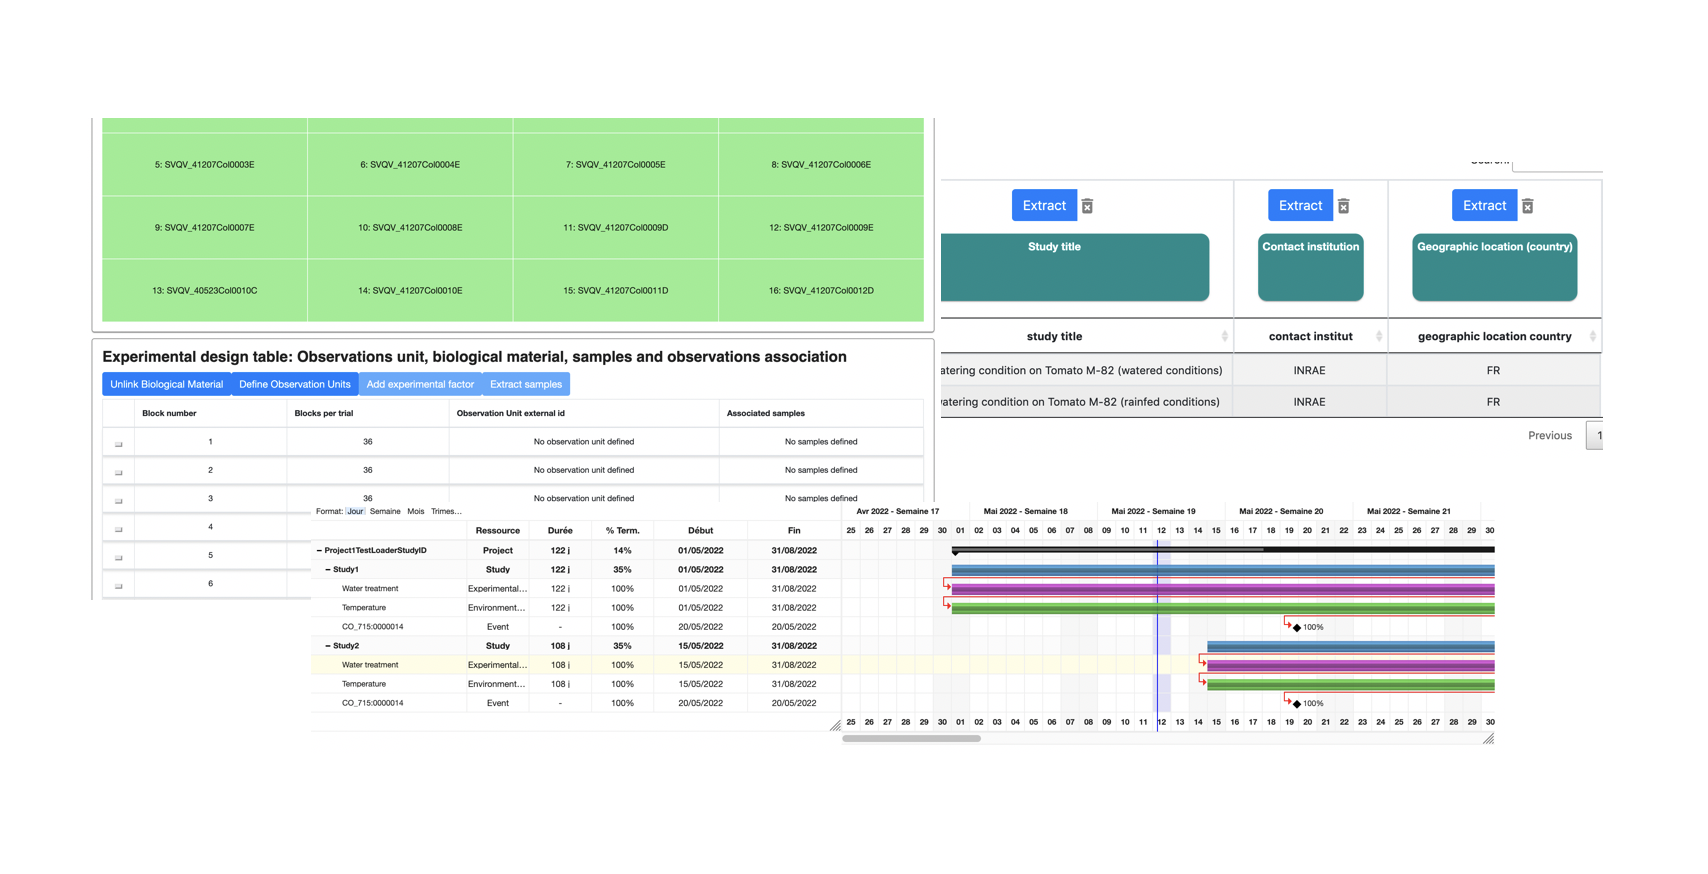 5: SVQV_41207Col0003E 6: SVQV_41207Col0004E 7: SVQV_41207Col0005E 8: SVQV_41207Col0006E
9: SVQV_41207Col0007E 10: SVQV_41207Col0008E 11: SVQV_41207Col0009D 12: SVQV_41207Col0009E
13: SVQV_40523Col0010C 14: SVQV_41207Col0010E 15: SVQV_41207Col0011D 16: SVQV_41207Col0012D
Experimental design table: Observations unit, biological material, samples and observations association
Unlink Biological Material Define Observation Units Add experimental factor Extract samples
Block number Blocks per trial Observation Unit external id Associated samples
1 36 No observation unit defined No samples defined
2 36 No observation unit defined No samples defined
3 36 No observation unit defined No samples defined
4
5
6
Extract Extract Extract
Study title Contact institution Geographic location (country)
study title contact institut geographic location country
atering condition on Tomato M-82 (watered conditions) INRAE FR
vatering condition on Tomato M-82 (rainfed conditions) INRAE FR
Previous 1
Format: Jour Semaine Mois Trimes...
Avr 2022 - Semaine 17 Mai 2022 - Semaine 18 Mai 2022 - Semaine 19 Mai 2022 - Semaine 20 Mai 2022 - Semaine 21
Ressource Durée % Term. Début Fin 25 26 27 28 29 30 01 02 03 04 05 06 07 08 09 10 11 12 13 14 15 16 17 18 19 20 21 22 23 24 25 26 27 28 29 30
− Project1TestLoaderStudyID Project 122 j 14% 01/05/2022 31/08/2022
− Study1 Study 122 j 35% 01/05/2022 31/08/2022
Water treatment Experimental... 122 j 100% 01/05/2022 31/08/2022
Temperature Environment... 122 j 100% 01/05/2022 31/08/2022
CO_715:0000014 Event - 100% 20/05/2022 20/05/2022 100%
− Study2 Study 108 j 35% 15/05/2022 31/08/2022
Water treatment Experimental... 108 j 100% 15/05/2022 31/08/2022
Temperature Environment... 108 j 100% 15/05/2022 31/08/2022
CO_715:0000014 Event - 100% 20/05/2022 20/05/2022 100%
25 26 27 28 29 30 01 02 03 04 05 06 07 08 09 10 11 12 13 14 15 16 17 18 19 20 21 22 23 24 25 26 27 28 29 30